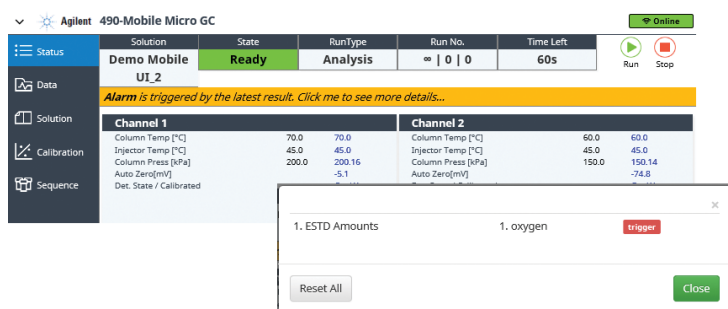 Agilent 490-Mobile Micro GC
Online
Status
Data
Solution
Calibration
Sequence
Solution State RunType Run No. Time Left
Demo Mobile UI_2 Ready Analysis ∞ | 0 | 0 60s
Run Stop
Alarm is triggered by the latest result. Click me to see more details...
Channel 1
Column Temp [°C] 70.0 70.0
Injector Temp [°C] 45.0 45.0
Column Press [kPa] 200.0 200.16
Auto Zero[mV] -5.1
Det. State / Calibrated
Channel 2
Column Temp [°C] 60.0 60.0
Injector Temp [°C] 45.0 45.0
Column Press [kPa] 150.0 150.14
Auto Zero[mV] -74.8
×
1. ESTD Amounts 1. oxygen trigger
Reset All Close